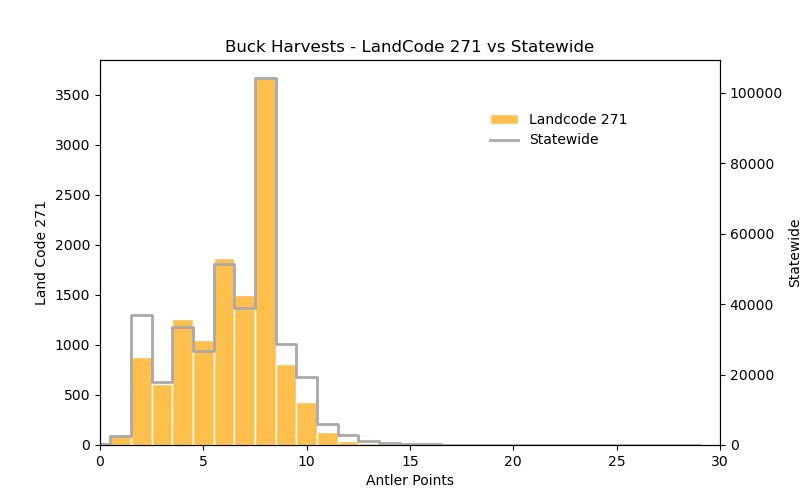 Buck Harvests - LandCode 271 vs Statewide
Landcode 271
Statewide
Land Code 271
3500
3000
2500
2000
1500
1000
500
0
100000
80000
60000
40000
20000
0
Statewide
0 5 10 15 20 25 30
Antler Points